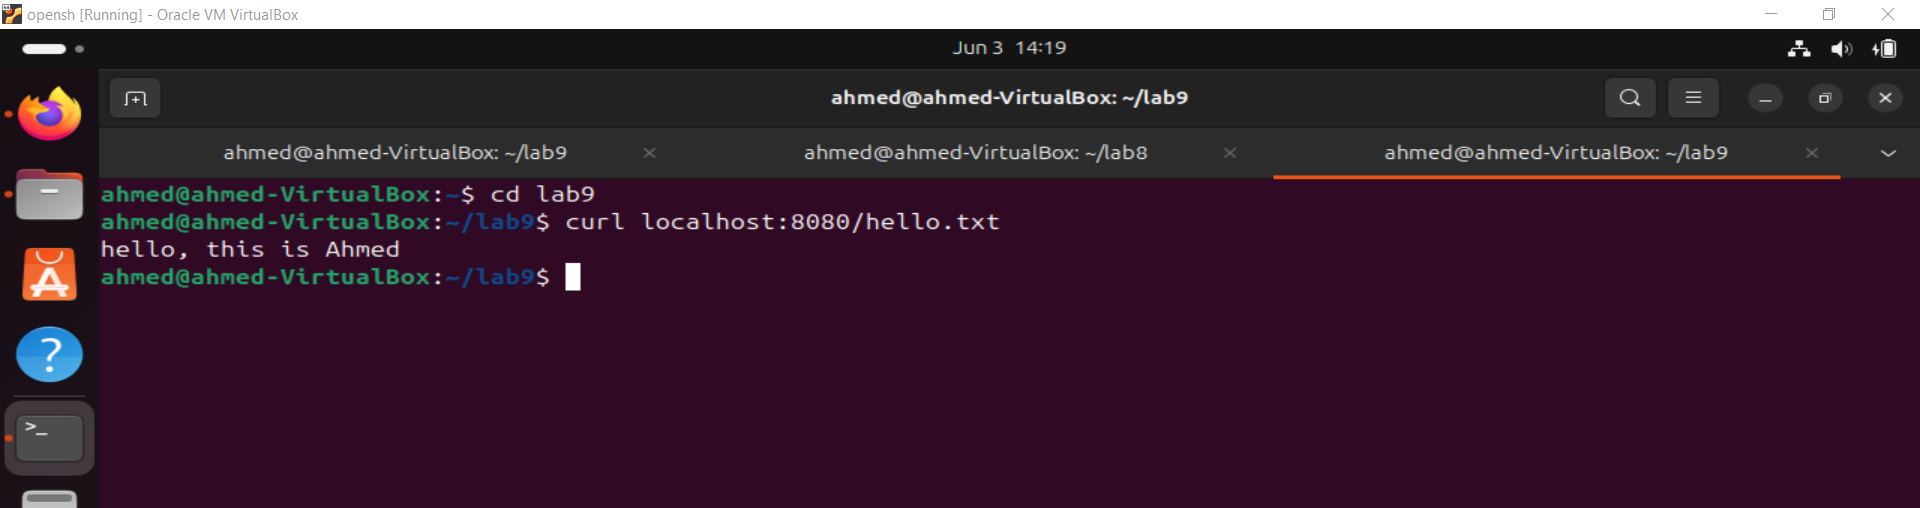 opensh [Running] - Oracle VM VirtualBox
Jun 3 14:19
ahmed@ahmed-VirtualBox: ~/lab9
ahmed@ahmed-VirtualBox: ~/lab9
ahmed@ahmed-VirtualBox: ~/lab8
ahmed@ahmed-VirtualBox: ~/lab9
ahmed@ahmed-VirtualBox:~$ cd lab9
ahmed@ahmed-VirtualBox:~/lab9$ curl localhost:8080/hello.txt
hello, this is Ahmed
ahmed@ahmed-VirtualBox:~/lab9$